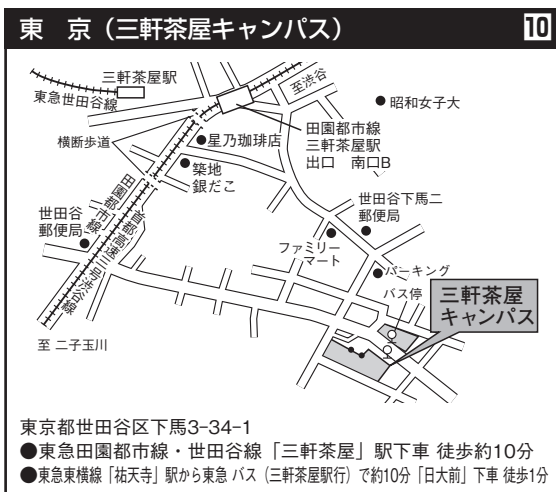 東 京（三軒茶屋キャンパス）
10
三軒茶屋駅
東急世田谷線
至渋谷
昭和女子大
田園都市線
三軒茶屋駅
出口 南口B
横断歩道
星乃珈琲店
築地
銀だこ
田園都市線
首都高速三号渋谷線
世田谷
郵便局
世田谷下馬二
郵便局
ファミリー
マート
パーキング
バス停
三軒茶屋
キャンパス
至 二子玉川
東京都世田谷区下馬3-34-1
●東急田園都市線・世田谷線「三軒茶屋」駅下車 徒歩約10分
●東急東横線「祐天寺」駅から東急 バス（三軒茶屋駅行）で約10分「日大前」下車 徒歩1分